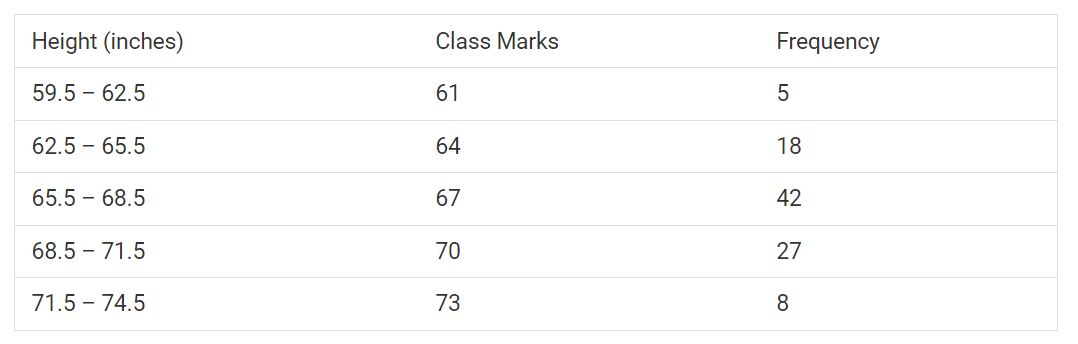 Height (inches) Class Marks Frequency
59.5 – 62.5 61 5
62.5 – 65.5 64 18
65.5 – 68.5 67 42
68.5 – 71.5 70 27
71.5 – 74.5 73 8